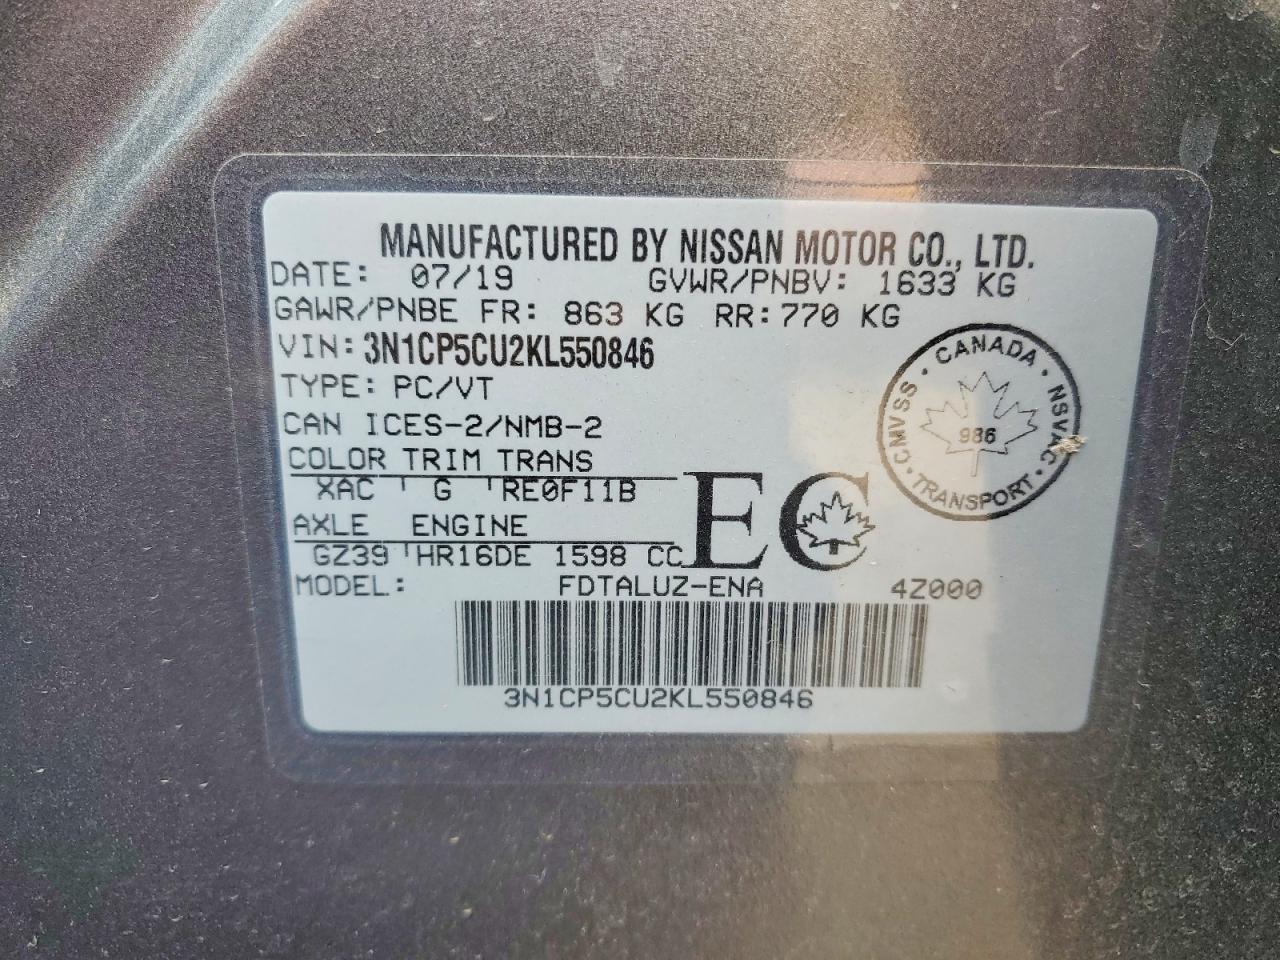 MANUFACTURED BY NISSAN MOTOR CO., LTD.
DATE: 07/19 GVWR/PNBV: 1633 KG
GAWR/PNBE FR: 863 KG RR:770 KG
VIN: 3N1CP5CU2KL550846
TYPE: PC/VT
CAN ICES-2/NMB-2
COLOR TRIM TRANS
XAC G RE0F11B
AXLE ENGINE
GZ39 HR16DE 1598 CC
EC
CANADA · NSVAC · TRANSPORT · CMVSS ·
986
MODEL: FDTALUZ-ENA 4Z000
3N1CP5CU2KL550846